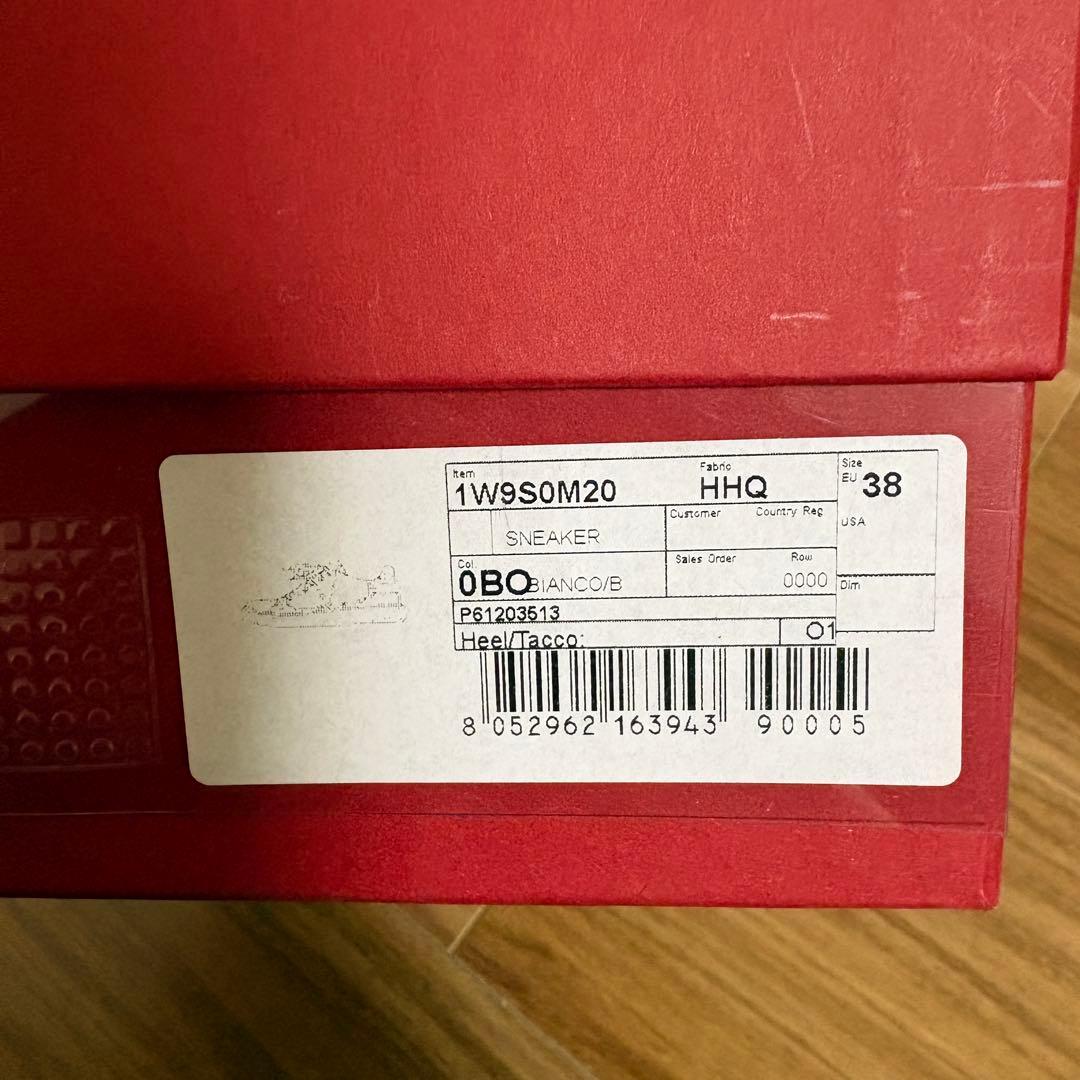 Item Fabric Size
1W9S0M20 HHQ EU 38
Customer Country Reg USA
SNEAKER
Col. Sales Order Row
0BO BIANCO/B 0000 Dim
P61203513
Heel/Tacco: 01
8 052962 163943 90005